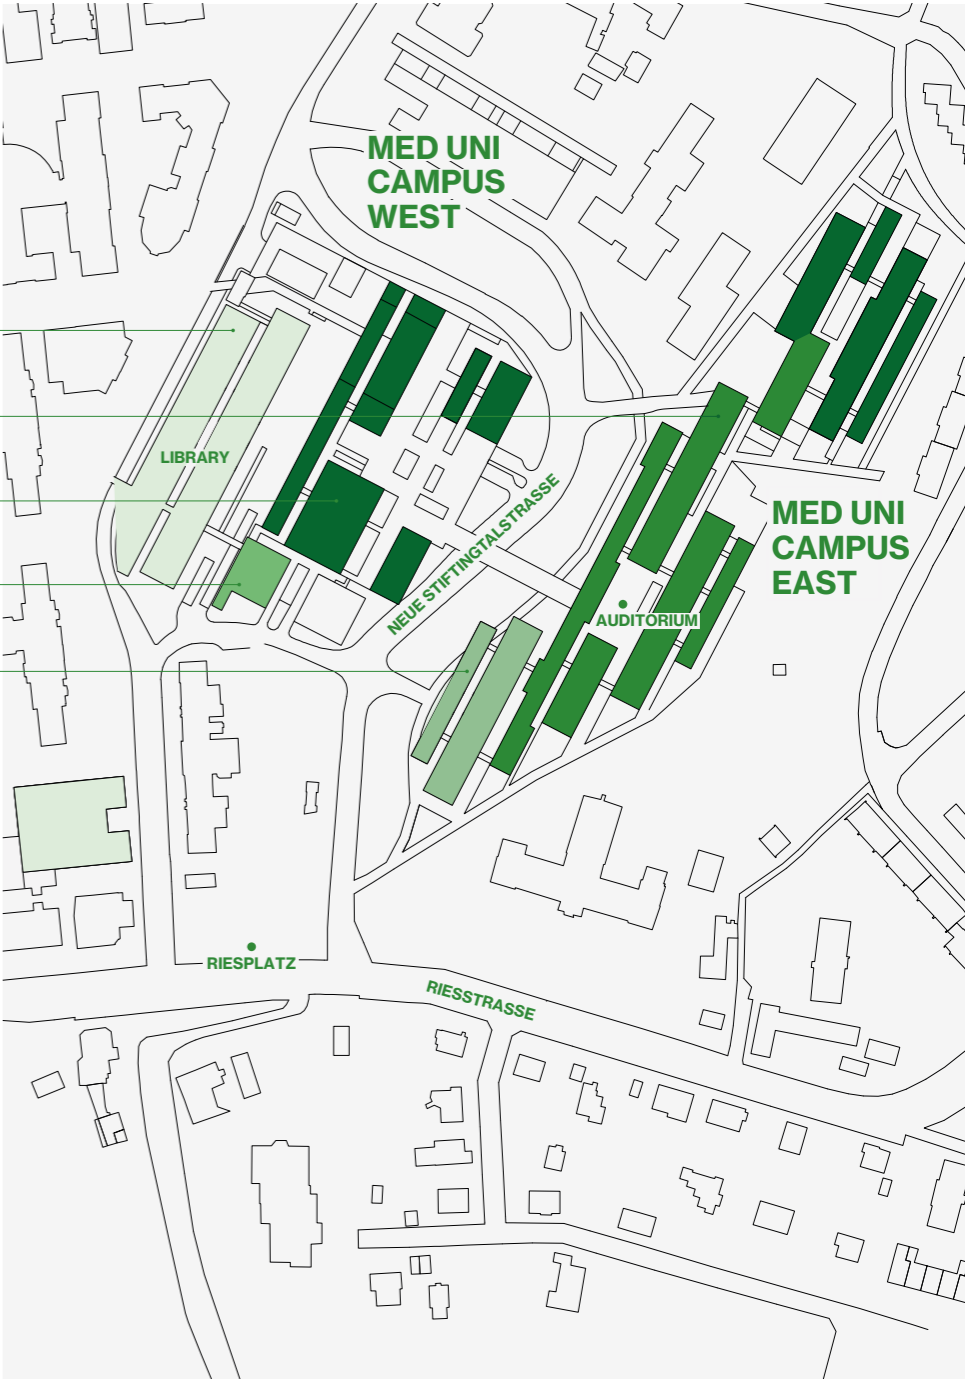 MED UNI
CAMPUS
WEST
LIBRARY
NEUE STIFTINGTALSTRASSE
MED UNI
CAMPUS
EAST
AUDITORIUM
RIESPLATZ
RIESSTRASSE